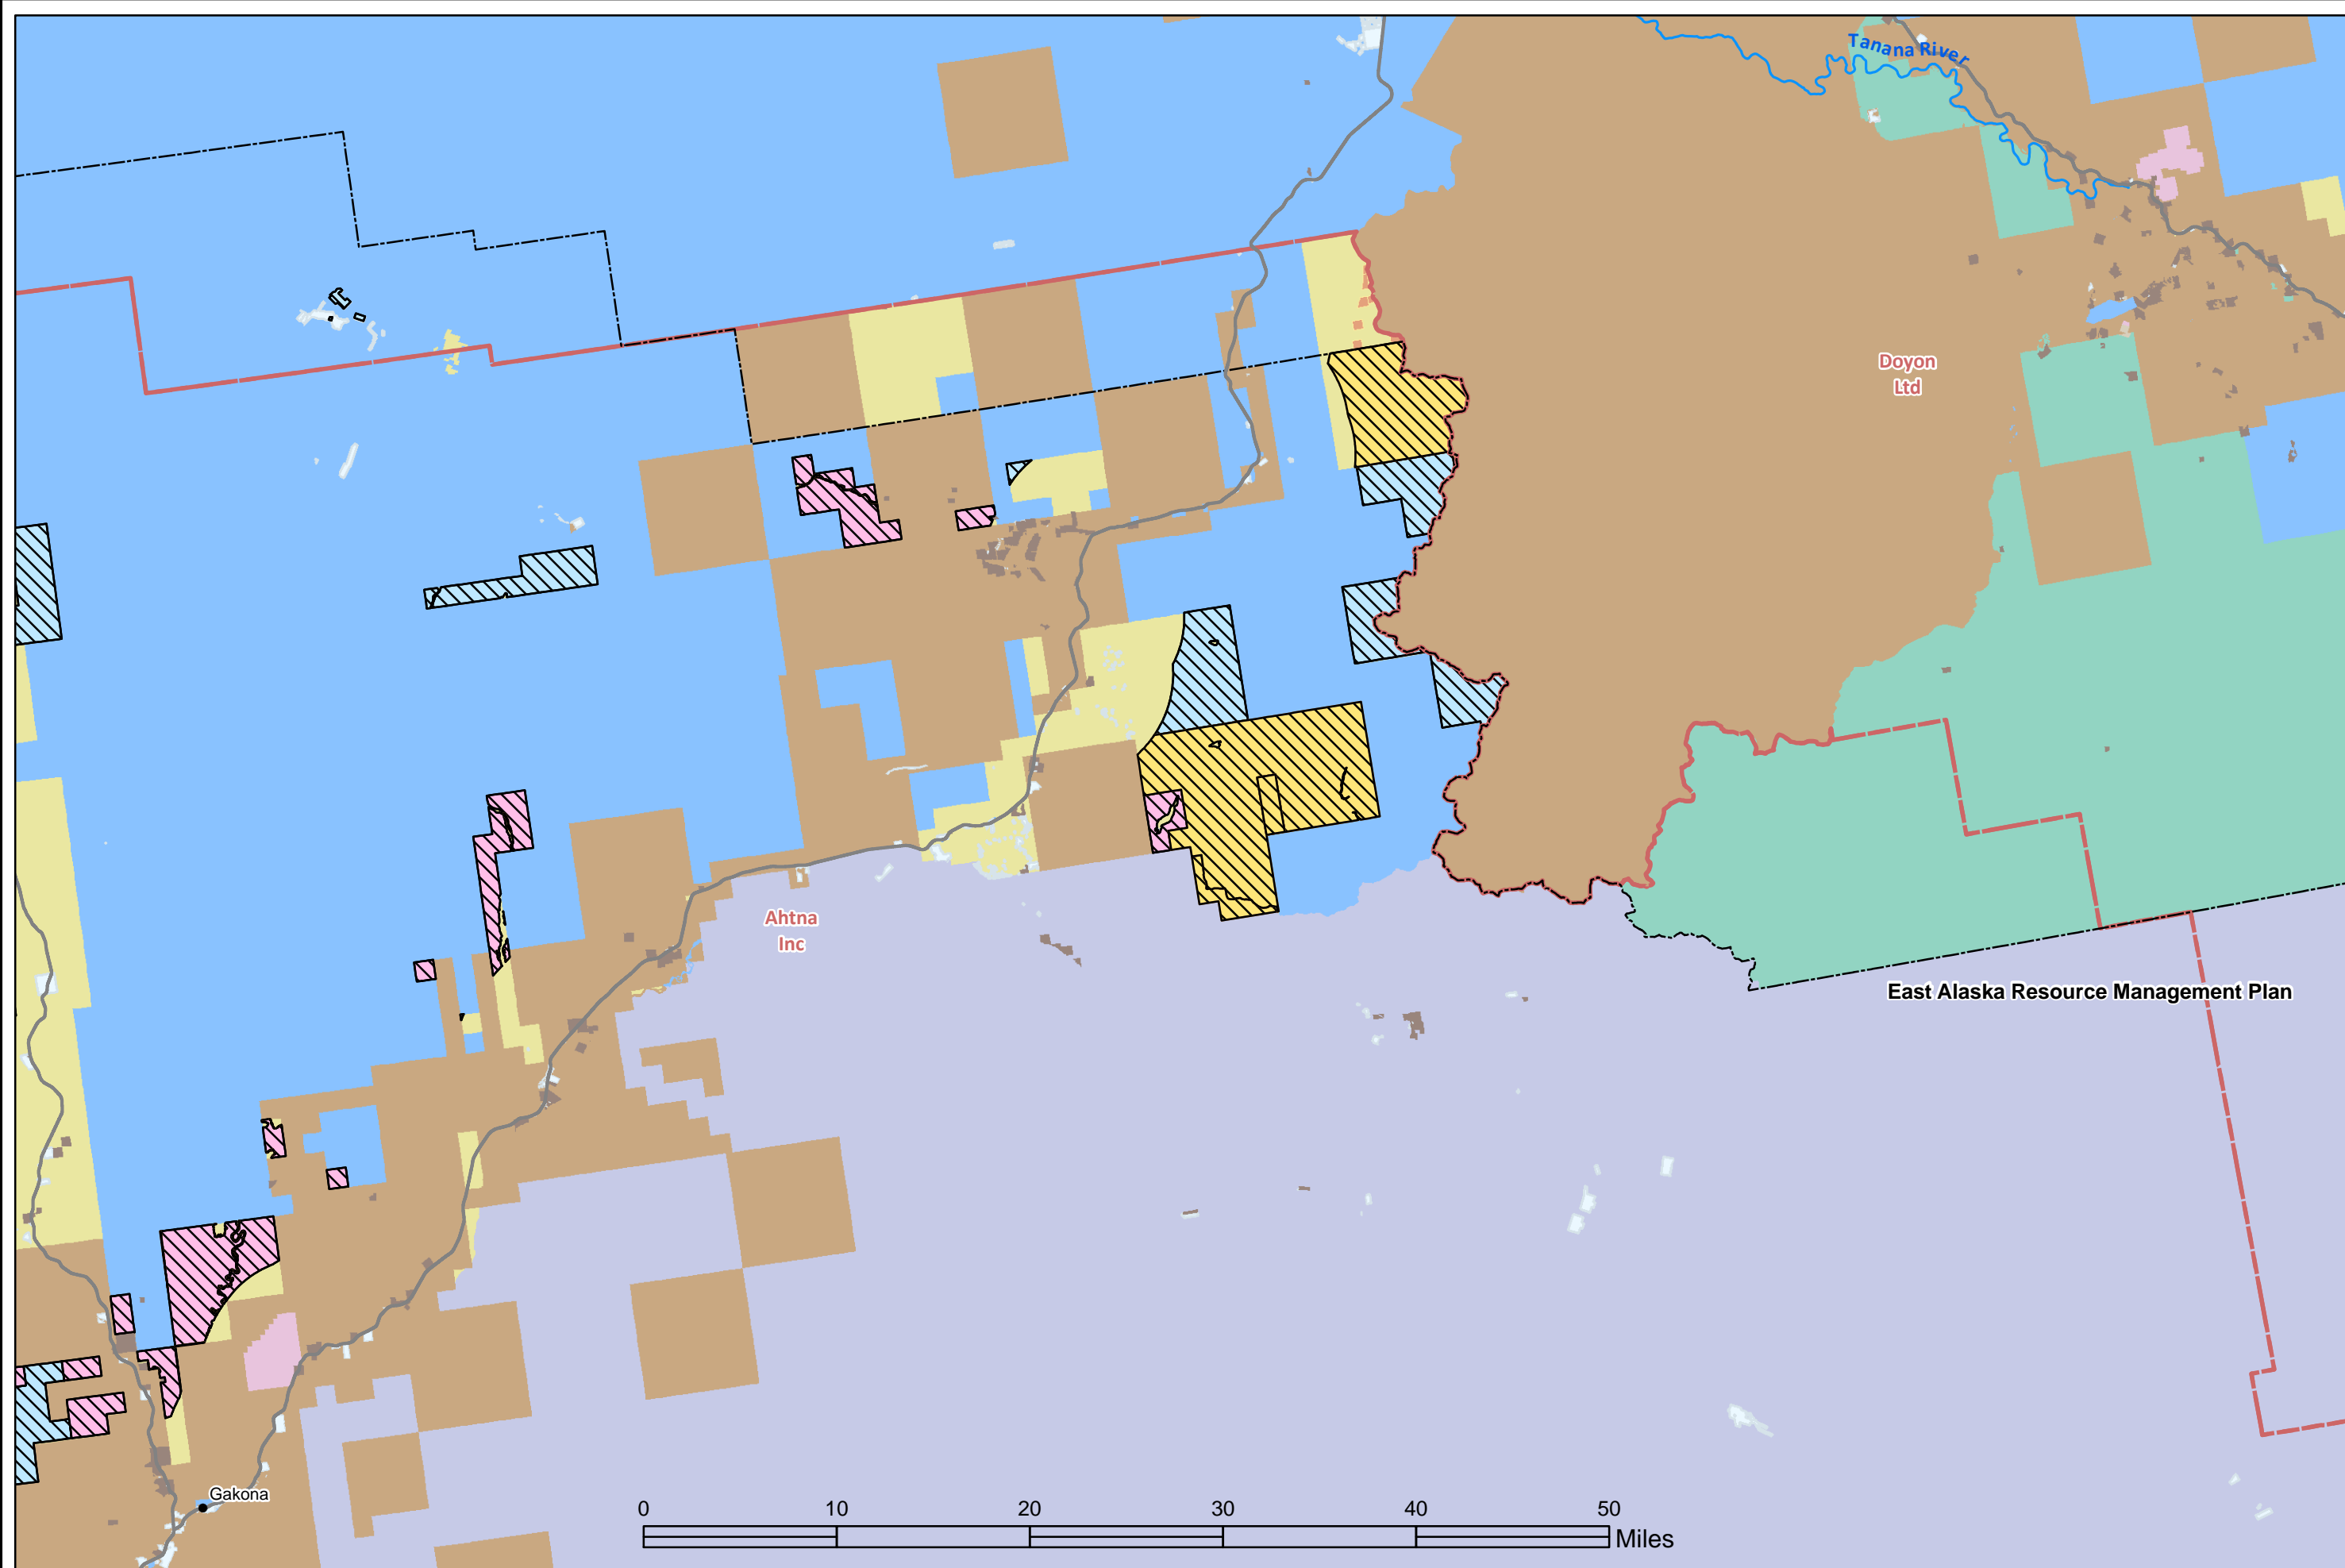 Tanana River
Doyon
Ltd
Ahtna
Inc
East Alaska Resource Management Plan
Gakona
0 10 20 30 40 50
Miles